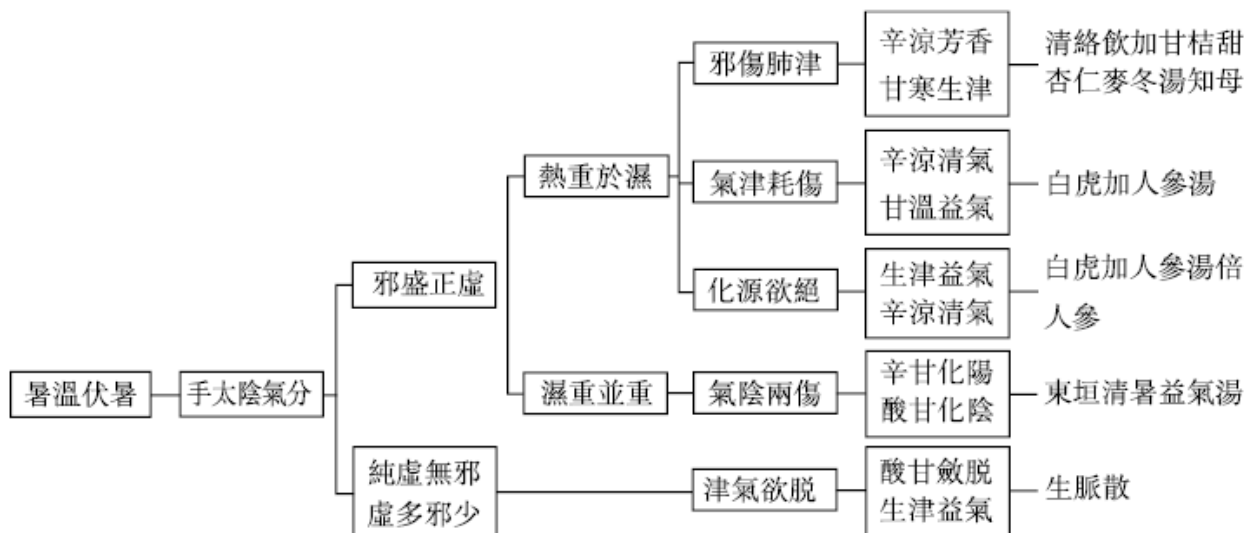 暑溫伏暑
手太陰氣分
邪盛正虛
熱重於濕
邪傷肺津
辛涼芳香
甘寒生津
清絡飲加甘桔甜
杏仁麥冬湯知母
氣津耗傷
辛涼清氣
甘溫益氣
白虎加人參湯
化源欲絕
生津益氣
辛涼清氣
白虎加人參湯倍
人參
濕重並重
氣陰兩傷
辛甘化陽
酸甘化陰
東垣清暑益氣湯
純虛無邪
虛多邪少
津氣欲脱
酸甘斂脱
生津益氣
生脈散